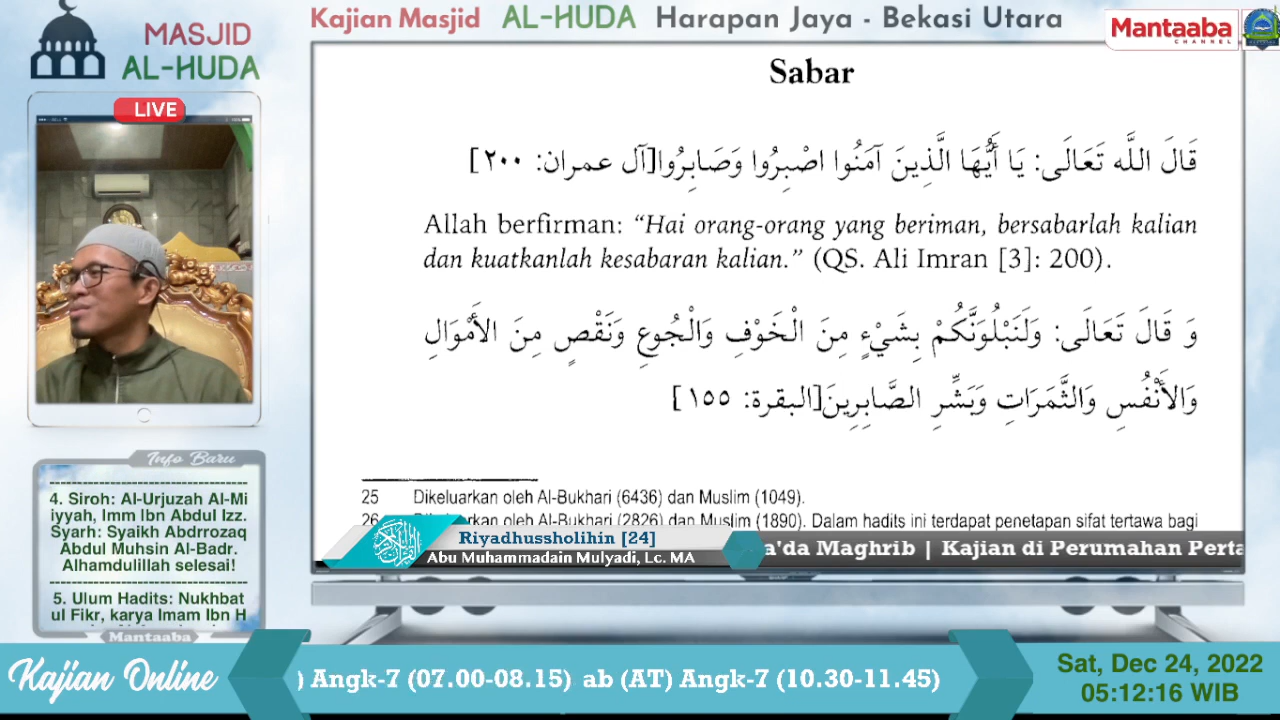 MASJID
AL-HUDA
Kajian Masjid AL-HUDA Harapan Jaya - Bekasi Utara
Mantaaba
CHANNEL
LIVE
Sabar
قَالَ اللَّه تَعَالَى: يَا أَيُّهَا الَّذِينَ آمَنُوا اصْبِرُوا وَصَابِرُوا[آل عمران: ٢٠٠]
Allah berfirman: “Hai orang-orang yang beriman, bersabarlah kalian
dan kuatkanlah kesabaran kalian.” (QS. Ali Imran [3]: 200).
وَ قَالَ تَعَالَى: وَلَنَبْلُوَنَّكُمْ بِشَيْءٍ مِنَ الْخَوْفِ وَالْجُوعِ وَنَقْصٍ مِنَ الأَمْوَالِ
وَالأَنْفُسِ وَالثَّمَرَاتِ وَبَشِّرِ الصَّابِرِينَ[البقرة: ١٥٥]
25 Dikeluarkan oleh Al-Bukhari (6436) dan Muslim (1049).
26 oleh Al-Bukhari (2826) dan Muslim (1890). Dalam hadits ini terdapat penetapan sifat tertawa bagi
Riyadhussholihin [24]
Abu Muhammadain Mulyadi, Lc. MA
a'da Maghrib | Kajian di Perumahan Perta
Info Baru
4. Siroh: Al-Urjuzah Al-Mi
iyyah, Imm Ibn Abdul Izz.
Syarh: Syaikh Abdrrozaq
Abdul Muhsin Al-Badr.
Alhamdulillah selesai!
5. Ulum Hadits: Nukhbat
ul Fikr, karya Imam Ibn H
Mantaaba
Kajian Online
) Angk-7 (07.00-08.15) ab (AT) Angk-7 (10.30-11.45)
Sat, Dec 24, 2022
05:12:16 WIB